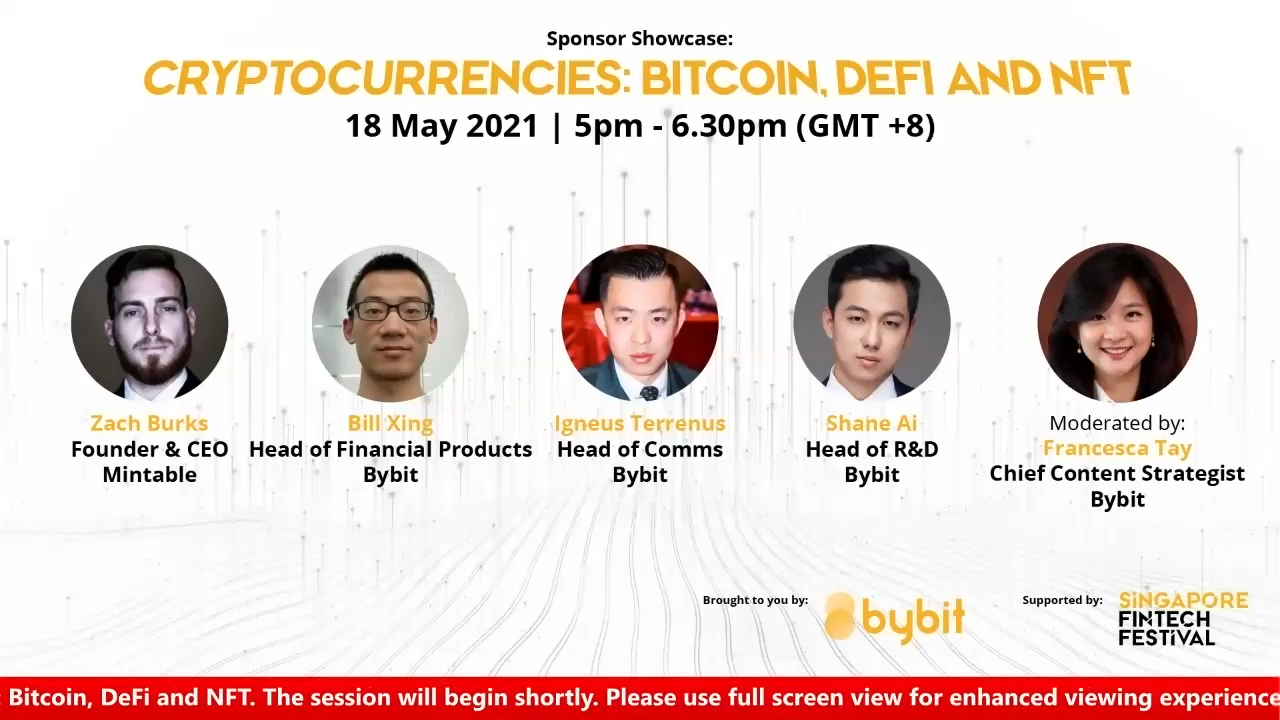 Sponsor Showcase:
CRYPTOCURRENCIES: BITCOIN, DEFI AND NFT
18 May 2021 | 5pm - 6.30pm (GMT +8)
Zach Burks
Founder & CEO
Mintable
Bill Xing
Head of Financial Products
Bybit
Igneus Terrenus
Head of Comms
Bybit
Shane Ai
Head of R&D
Bybit
Moderated by:
Francesca Tay
Chief Content Strategist
Bybit
Brought to you by:
bybit
Supported by:
SiNGAPORE
FiNTECH
FESTiVAL
: Bitcoin, DeFi and NFT. The session will begin shortly. Please use full screen view for enhanced viewing experience